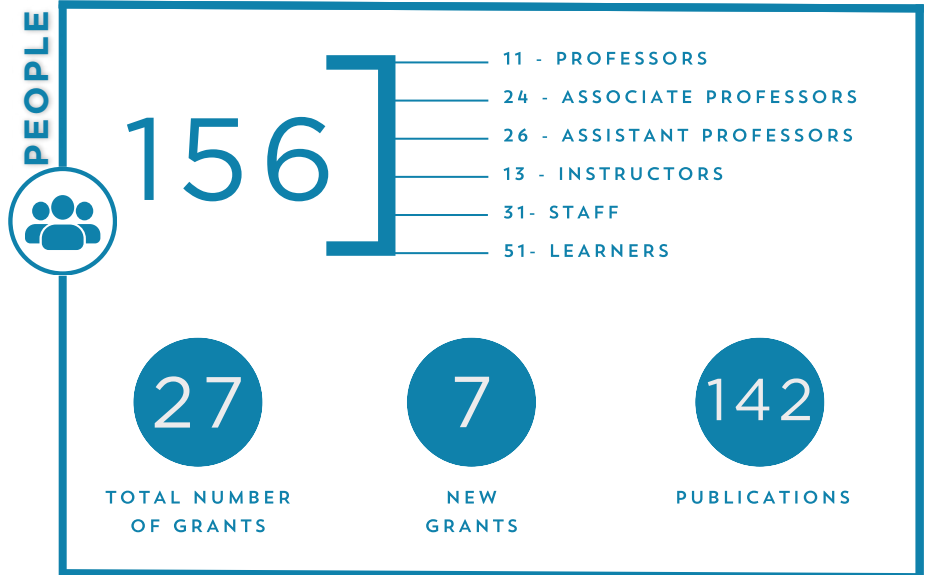 PEOPLE
156
11 - PROFESSORS
24 - ASSOCIATE PROFESSORS
26 - ASSISTANT PROFESSORS
13 - INSTRUCTORS
31- STAFF
51- LEARNERS
27
TOTAL NUMBER
OF GRANTS
7
NEW
GRANTS
142
PUBLICATIONS